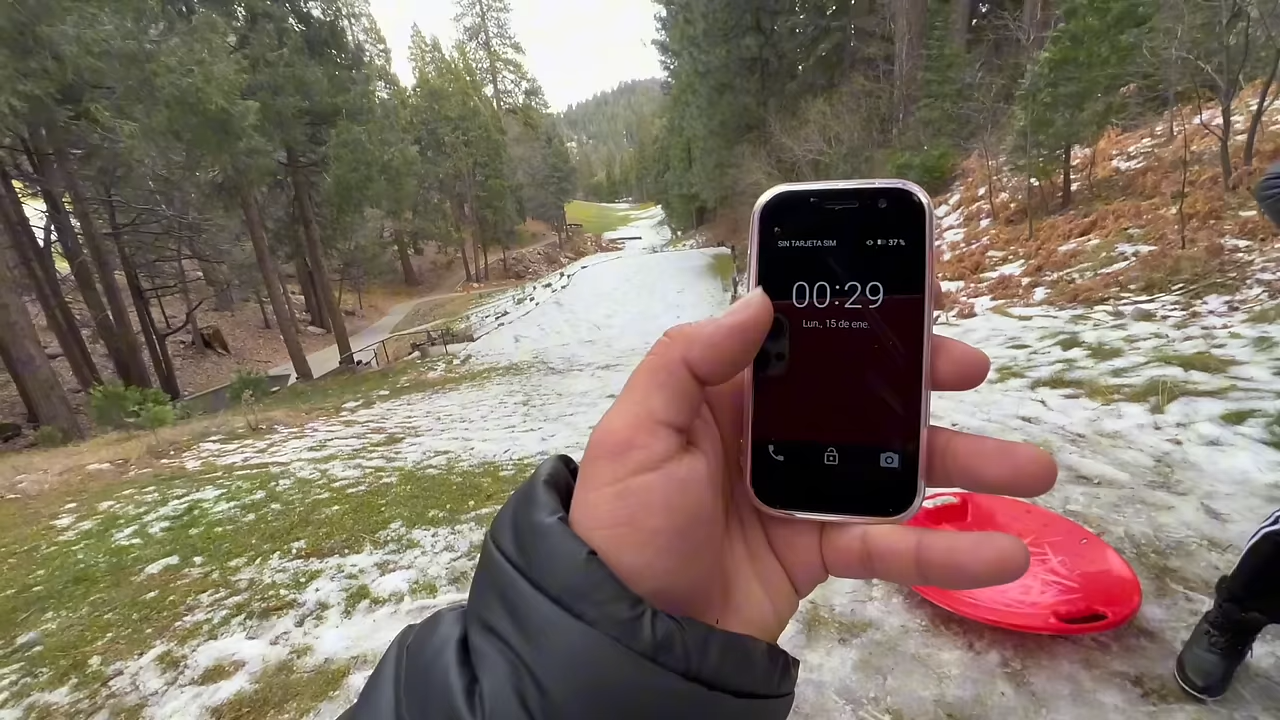 SIN TARJETA SIM 37 %
00:29
Lun., 15 de ene.